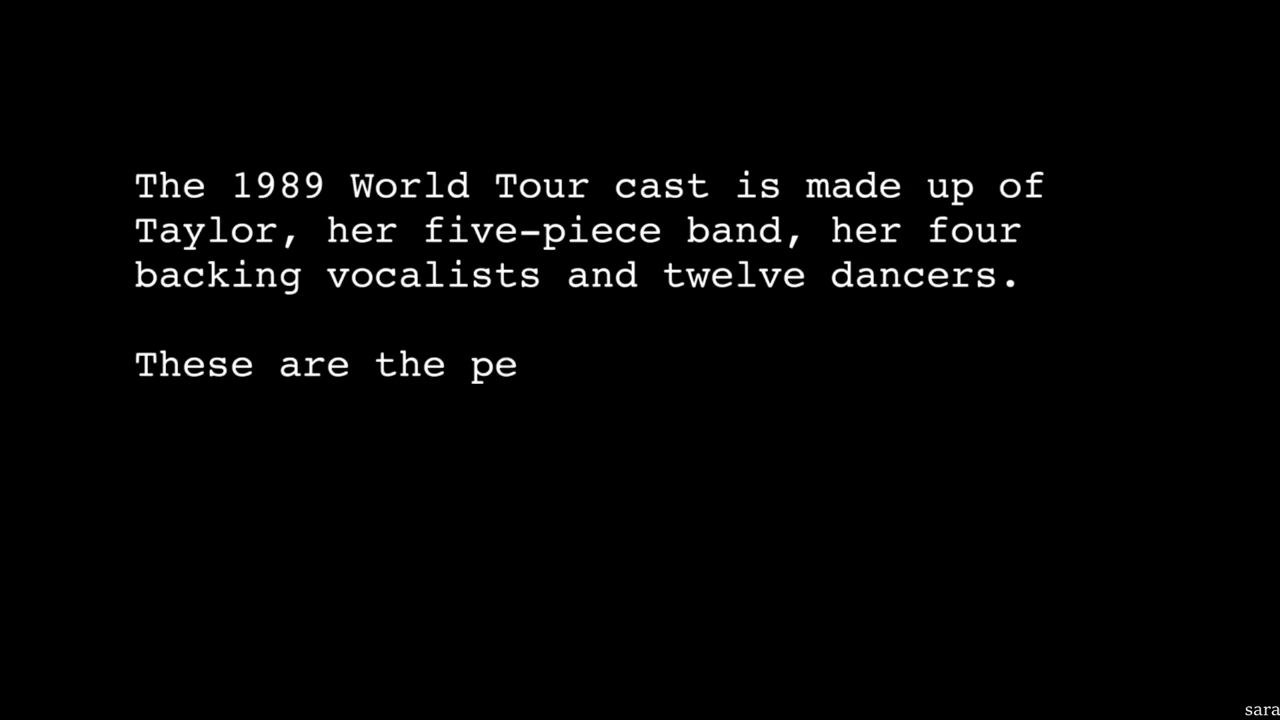 The 1989 World Tour cast is made up of
Taylor, her five-piece band, her four
backing vocalists and twelve dancers.
These are the pe
sara